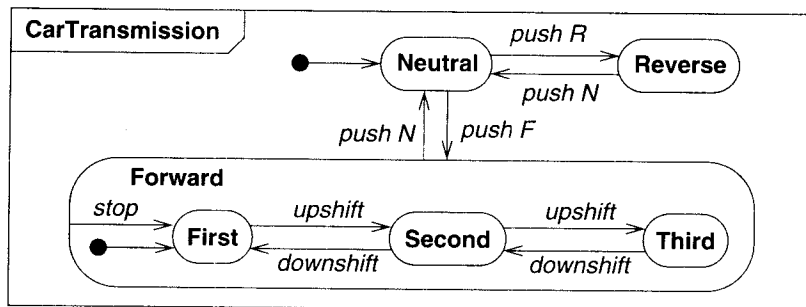 CarTransmission
push R
Neutral
Reverse
push N
push N
push F
Forward
stop
upshift
upshift
First
Second
Third
downshift
downshift